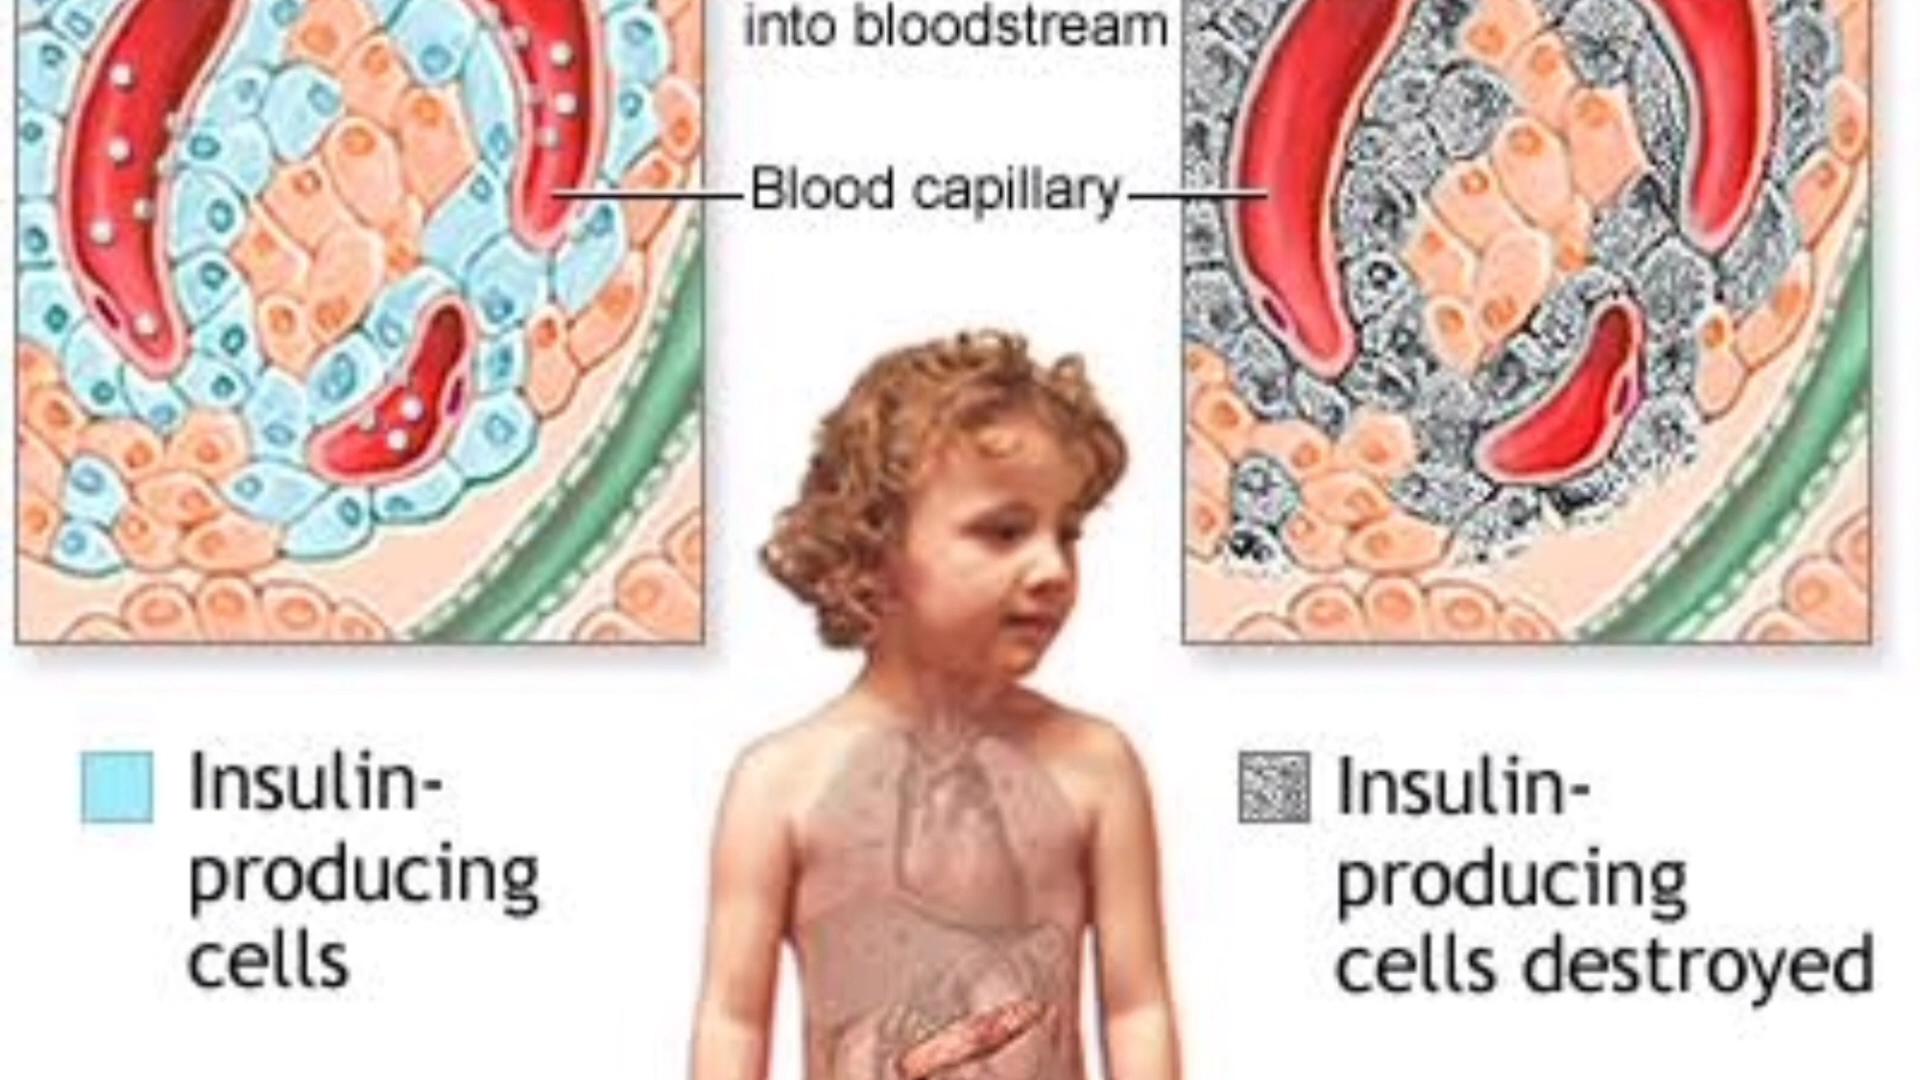 into bloodstream
Blood capillary
Insulin-
producing
cells
Insulin-
producing
cells destroyed